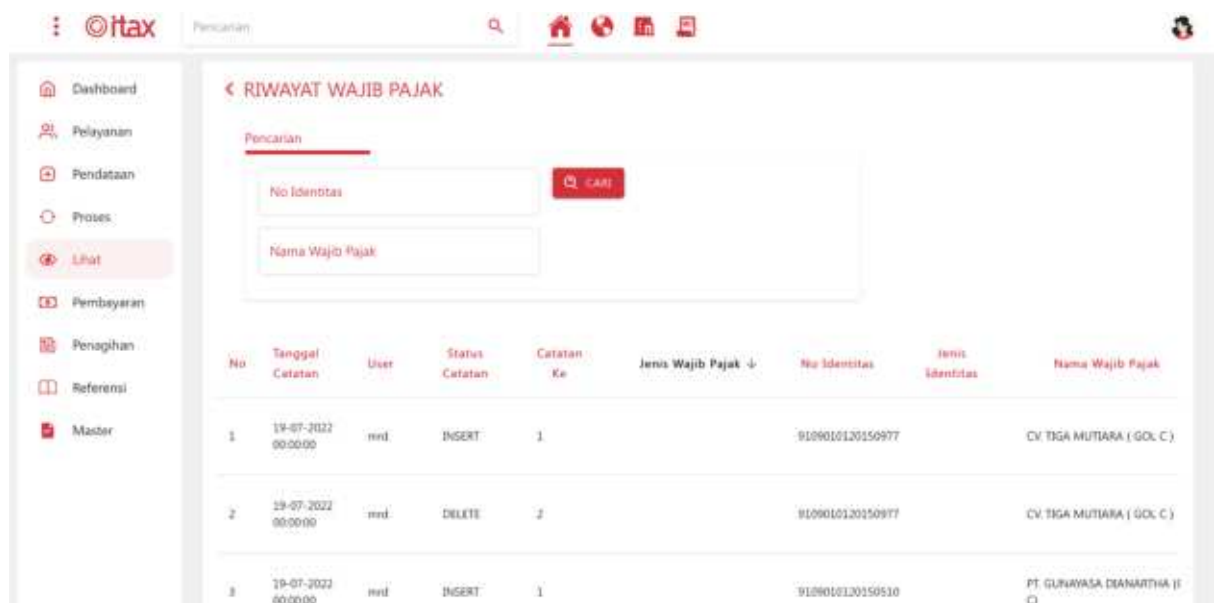 itax
Pencarian
Dashboard
Pelayanan
Pendataan
Proses
Lihat
Pembayaran
Penagihan
Referensi
Master
RIWAYAT WAJIB PAJAK
Pencarian
No Identitas
CARI
Nama Wajib Pajak
No Tanggal Catatan User Status Catatan Catatan Ke Jenis Wajib Pajak ↓ No Identitas Jenis Identitas Nama Wajib Pajak
1 19-07-2022 00:00:00 mrd INSERT 1 9109010120150977 CV. TIGA MUTIARA ( GOL C )
2 19-07-2022 00:00:00 mrd DELETE 2 9109010120150977 CV. TIGA MUTIARA ( GOL C )
3 19-07-2022 00:00:00 mrd INSERT 1 9109010120150510 PT. GUNAYASA DIANARTHA